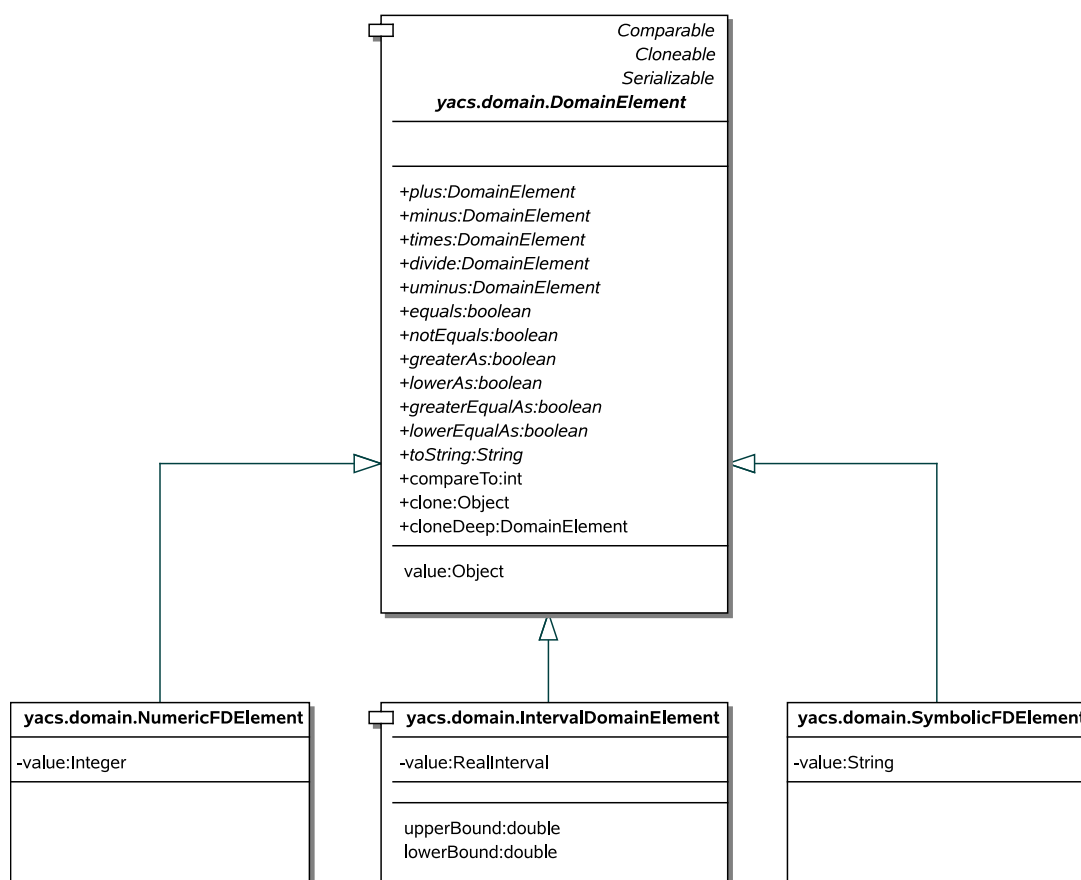 Comparable
Cloneable
Serializable
yacs.domain.DomainElement
+plus:DomainElement
+minus:DomainElement
+times:DomainElement
+divide:DomainElement
+uminus:DomainElement
+equals:boolean
+notEquals:boolean
+greaterAs:boolean
+lowerAs:boolean
+greaterEqualAs:boolean
+lowerEqualAs:boolean
+toString:String
+compareTo:int
+clone:Object
+cloneDeep:DomainElement
value:Object
yacs.domain.NumericFDElement
-value:Integer
yacs.domain.IntervalDomainElement
-value:RealInterval
upperBound:double
lowerBound:double
yacs.domain.SymbolicFDElement
-value:String